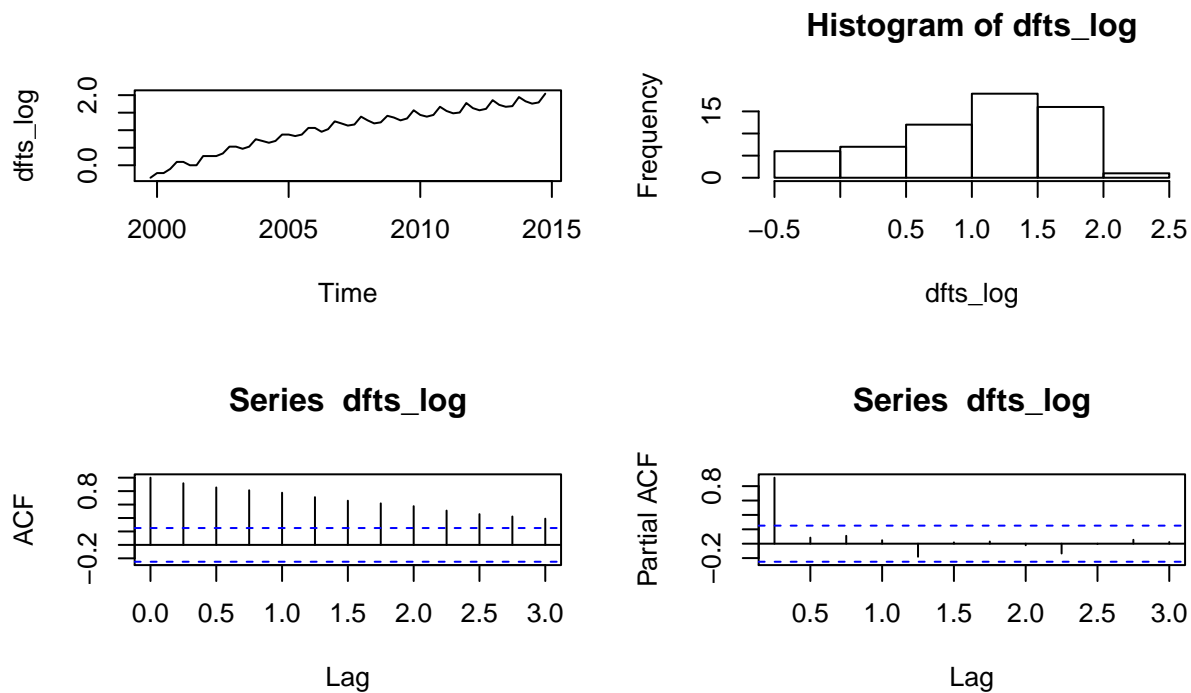 dfts_log
2.0
0.0
2000 2005 2010 2015
Time
Histogram of dfts_log
Frequency
15
0
−0.5 0.5 1.0 1.5 2.0 2.5
dfts_log
Series dfts_log
ACF
0.8
−0.2
0.0 0.5 1.0 1.5 2.0 2.5 3.0
Lag
Series dfts_log
Partial ACF
0.8
−0.2
0.5 1.0 1.5 2.0 2.5 3.0
Lag